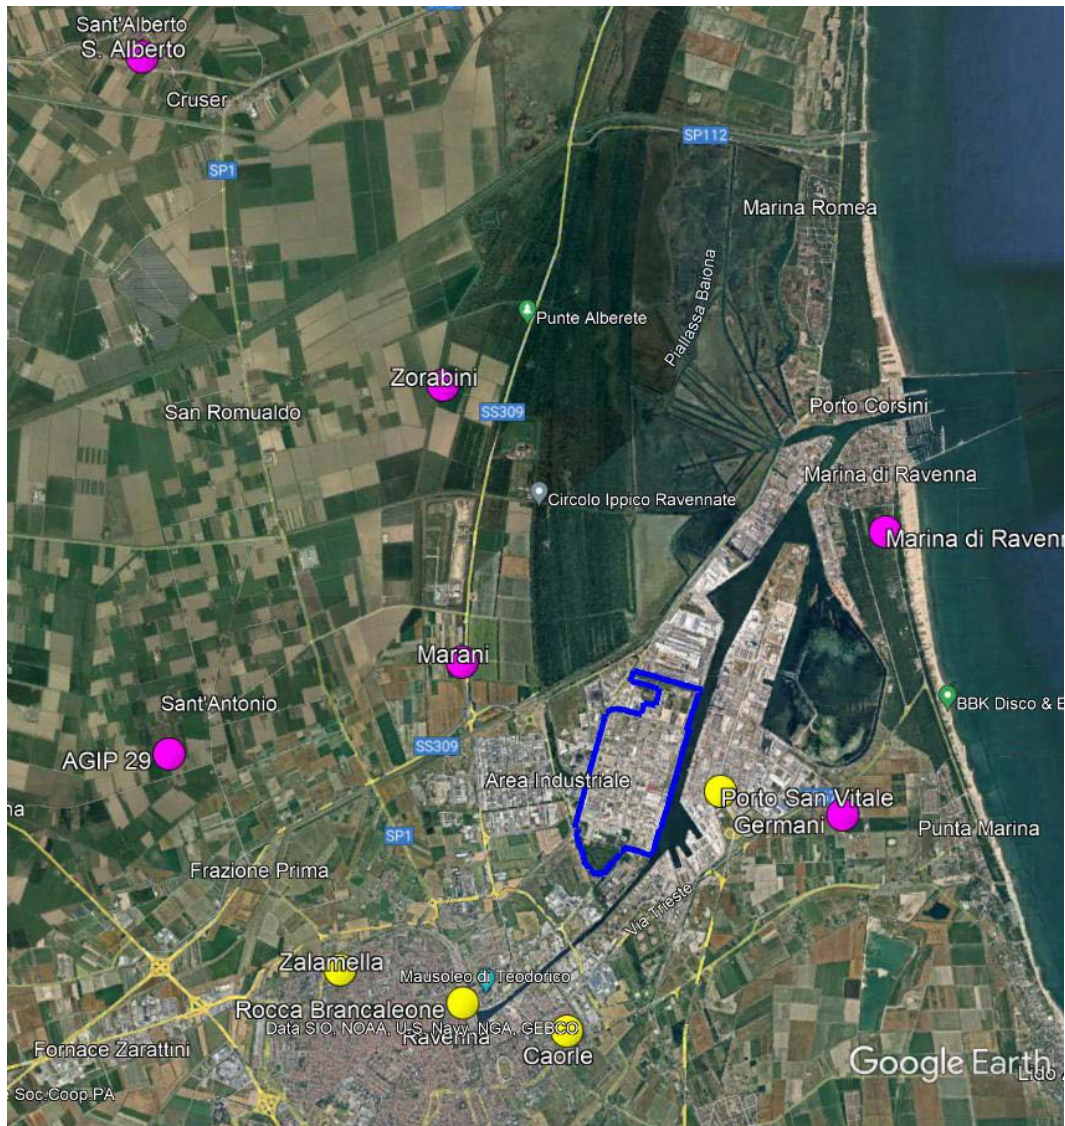 Sant'Alberto
S. Alberto
Cruser
SP1
SP112
Marina Romea
Piallassa Baiona
Punte Alberete
Zorabini
San Romualdo
SS309
Porto Corsini
Marina di Ravenna
Circolo Ippico Ravennate
Marina di Ravenn
Marani
Sant'Antonio
BBK Disco & B
SS309
AGIP 29
Area Industriale
Porto San Vitale
Germani
Punta Marina
na
SP1
Frazione Prima
Via Trieste
Zalamella
Mausoleo di Teodorico
Rocca Brancaleone
Data SIO, NOAA, U.S. Navy, NGA, GEBCO
Ravenna
Caorle
Fornace Zarattini
Google Earth
Lido A
e Soc.Coop.PA